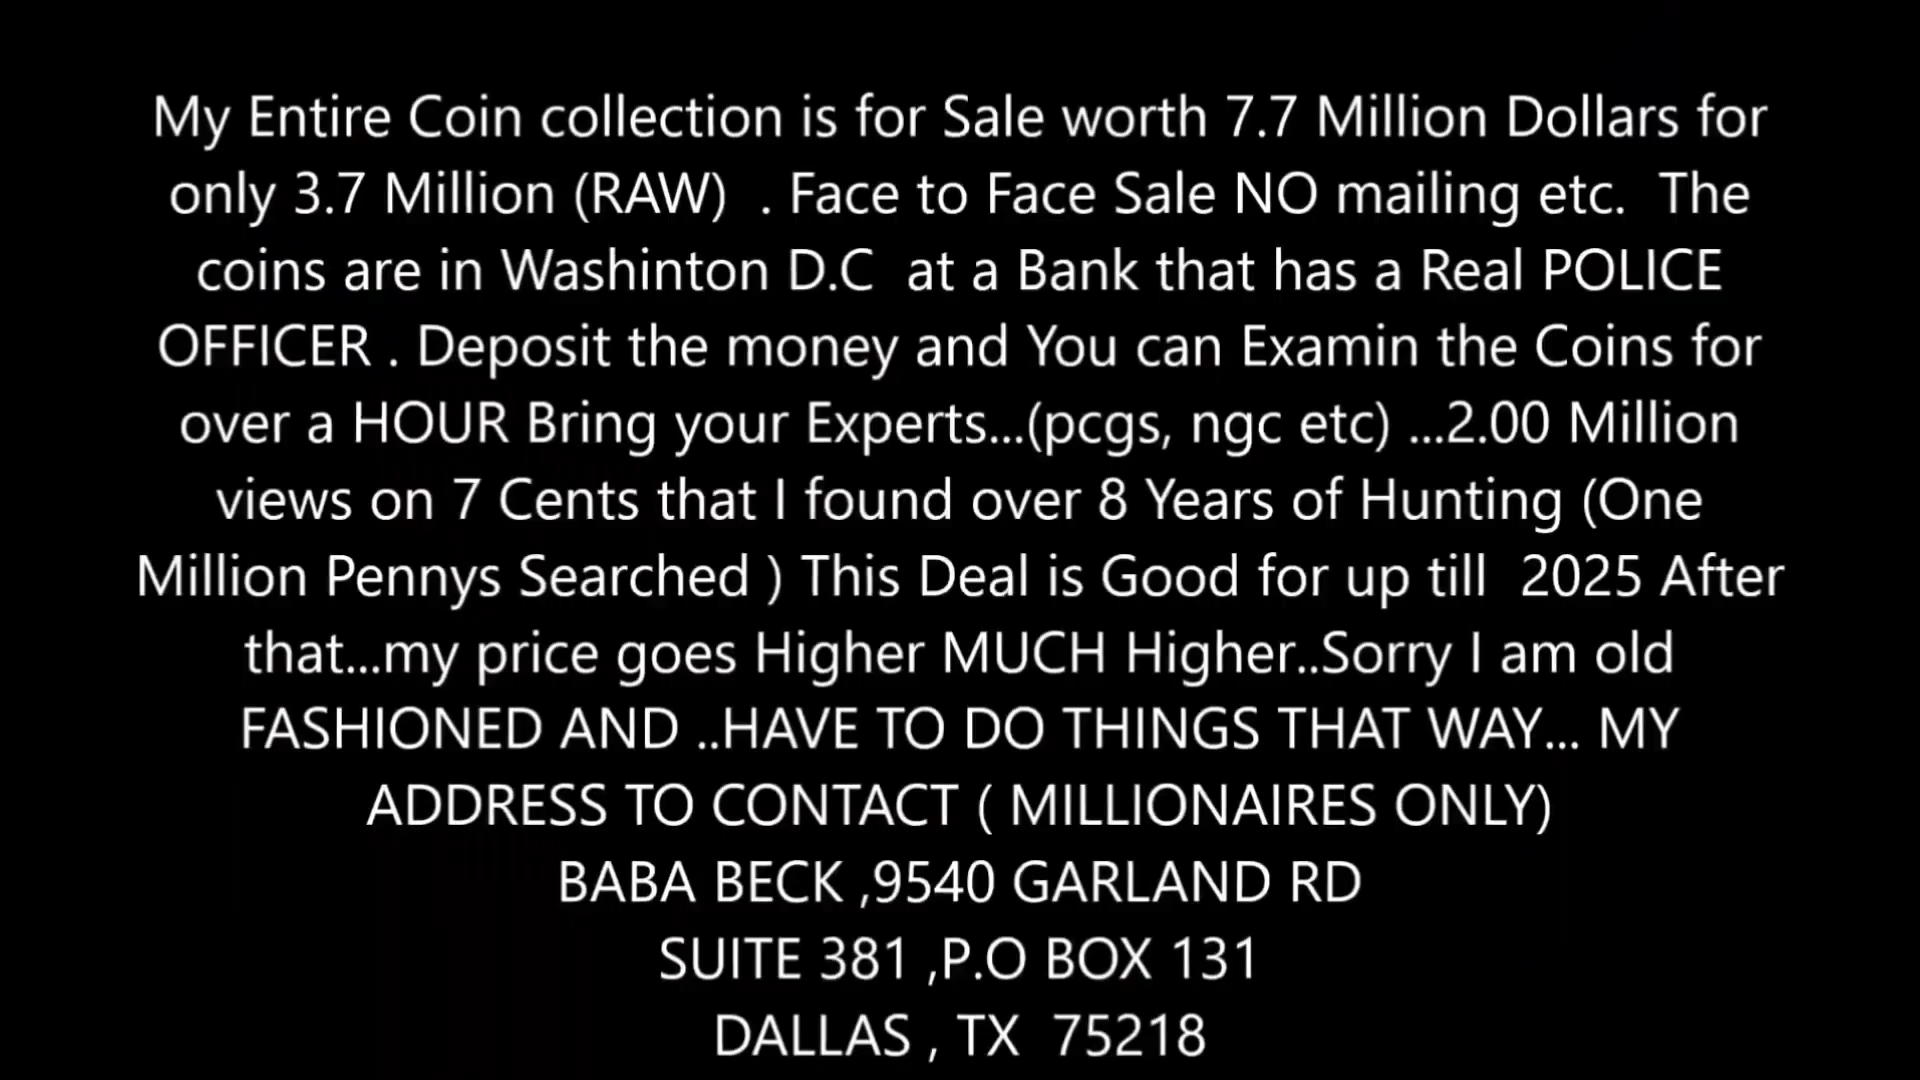 My Entire Coin collection is for Sale worth 7.7 Million Dollars for
only 3.7 Million (RAW)  . Face to Face Sale NO mailing etc.  The
coins are in Washinton D.C  at a Bank that has a Real POLICE
OFFICER . Deposit the money and You can Examin the Coins for
over a HOUR Bring your Experts...(pcgs, ngc etc) ...2.00 Million
views on 7 Cents that I found over 8 Years of Hunting (One
Million Pennys Searched ) This Deal is Good for up till  2025 After
that...my price goes Higher MUCH Higher..Sorry I am old
FASHIONED AND ..HAVE TO DO THINGS THAT WAY... MY
ADDRESS TO CONTACT ( MILLIONAIRES ONLY)
BABA BECK ,9540 GARLAND RD
SUITE 381 ,P.O BOX 131
DALLAS , TX  75218